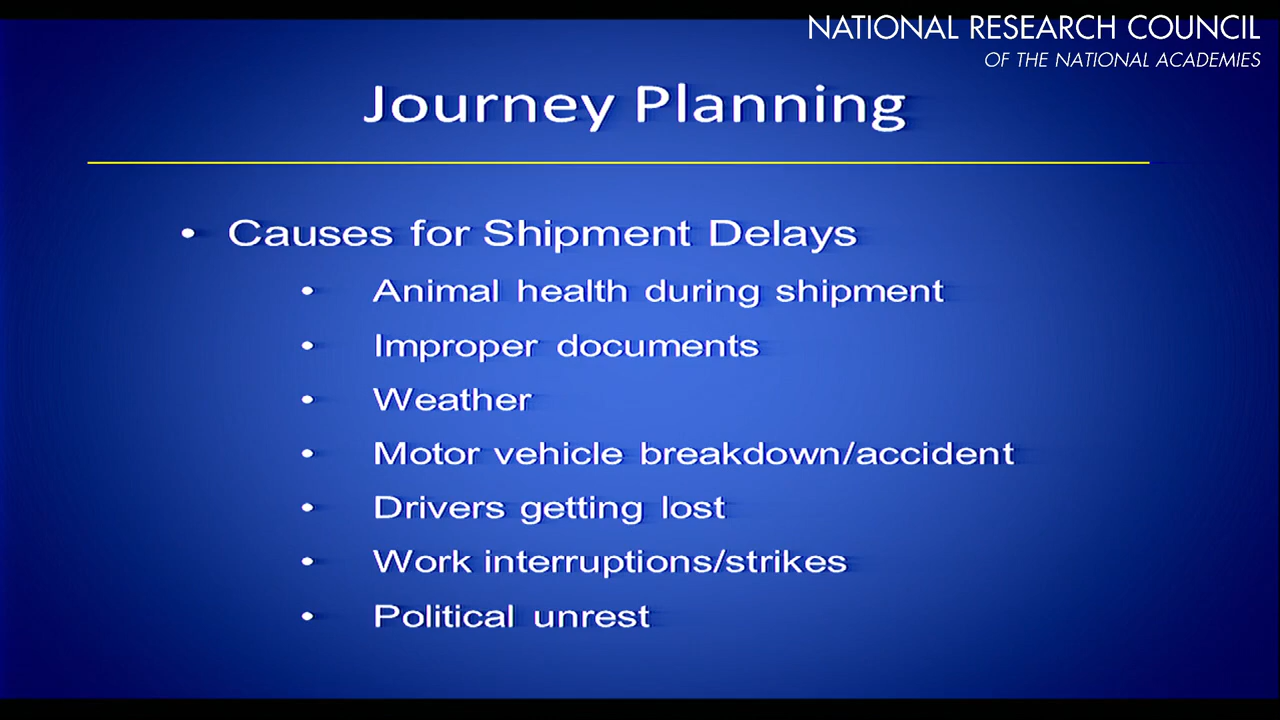 NATIONAL RESEARCH COUNCIL
OF THE NATIONAL ACADEMIES
Journey Planning
• Causes for Shipment Delays
• Animal health during shipment
• Improper documents
• Weather
• Motor vehicle breakdown/accident
• Drivers getting lost
• Work interruptions/strikes
• Political unrest